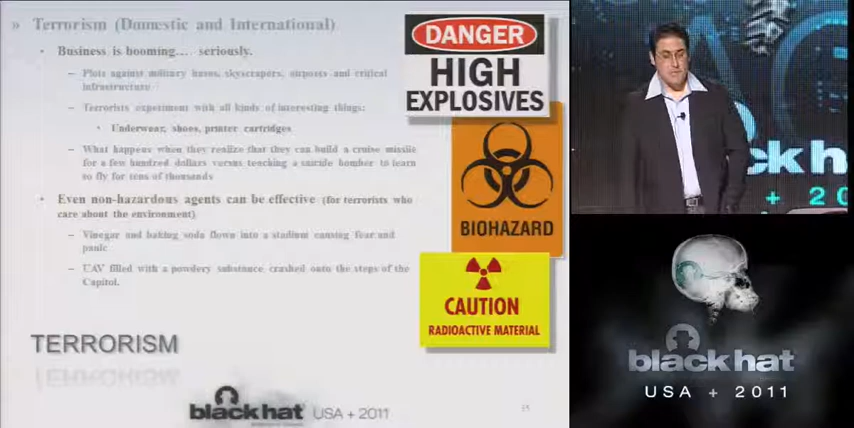 » Terrorism (Domestic and International)
• Business is booming… seriously.
– Plots against military bases, skyscrapers, airports and critical
infrastructure
– Terrorists experiment with all kinds of interesting things:
• Underwear, shoes, printer cartridges
– What happens when they realize that they can build a cruise missile
for a few hundred dollars versus teaching a suicide bomber to learn
to fly for tens of thousands
• Even non-hazardous agents can be effective (for terrorists who
care about the environment)
– Vinegar and baking soda flown into a stadium causing fear and
panic
– UAV filled with a powdery substance crashed onto the steps of the
Capitol.
TERRORISM
black hat USA + 2011
DANGER
HIGH
EXPLOSIVES
BIOHAZARD
CAUTION
RADIOACTIVE MATERIAL
ck h
+ 20
black hat
USA + 2011